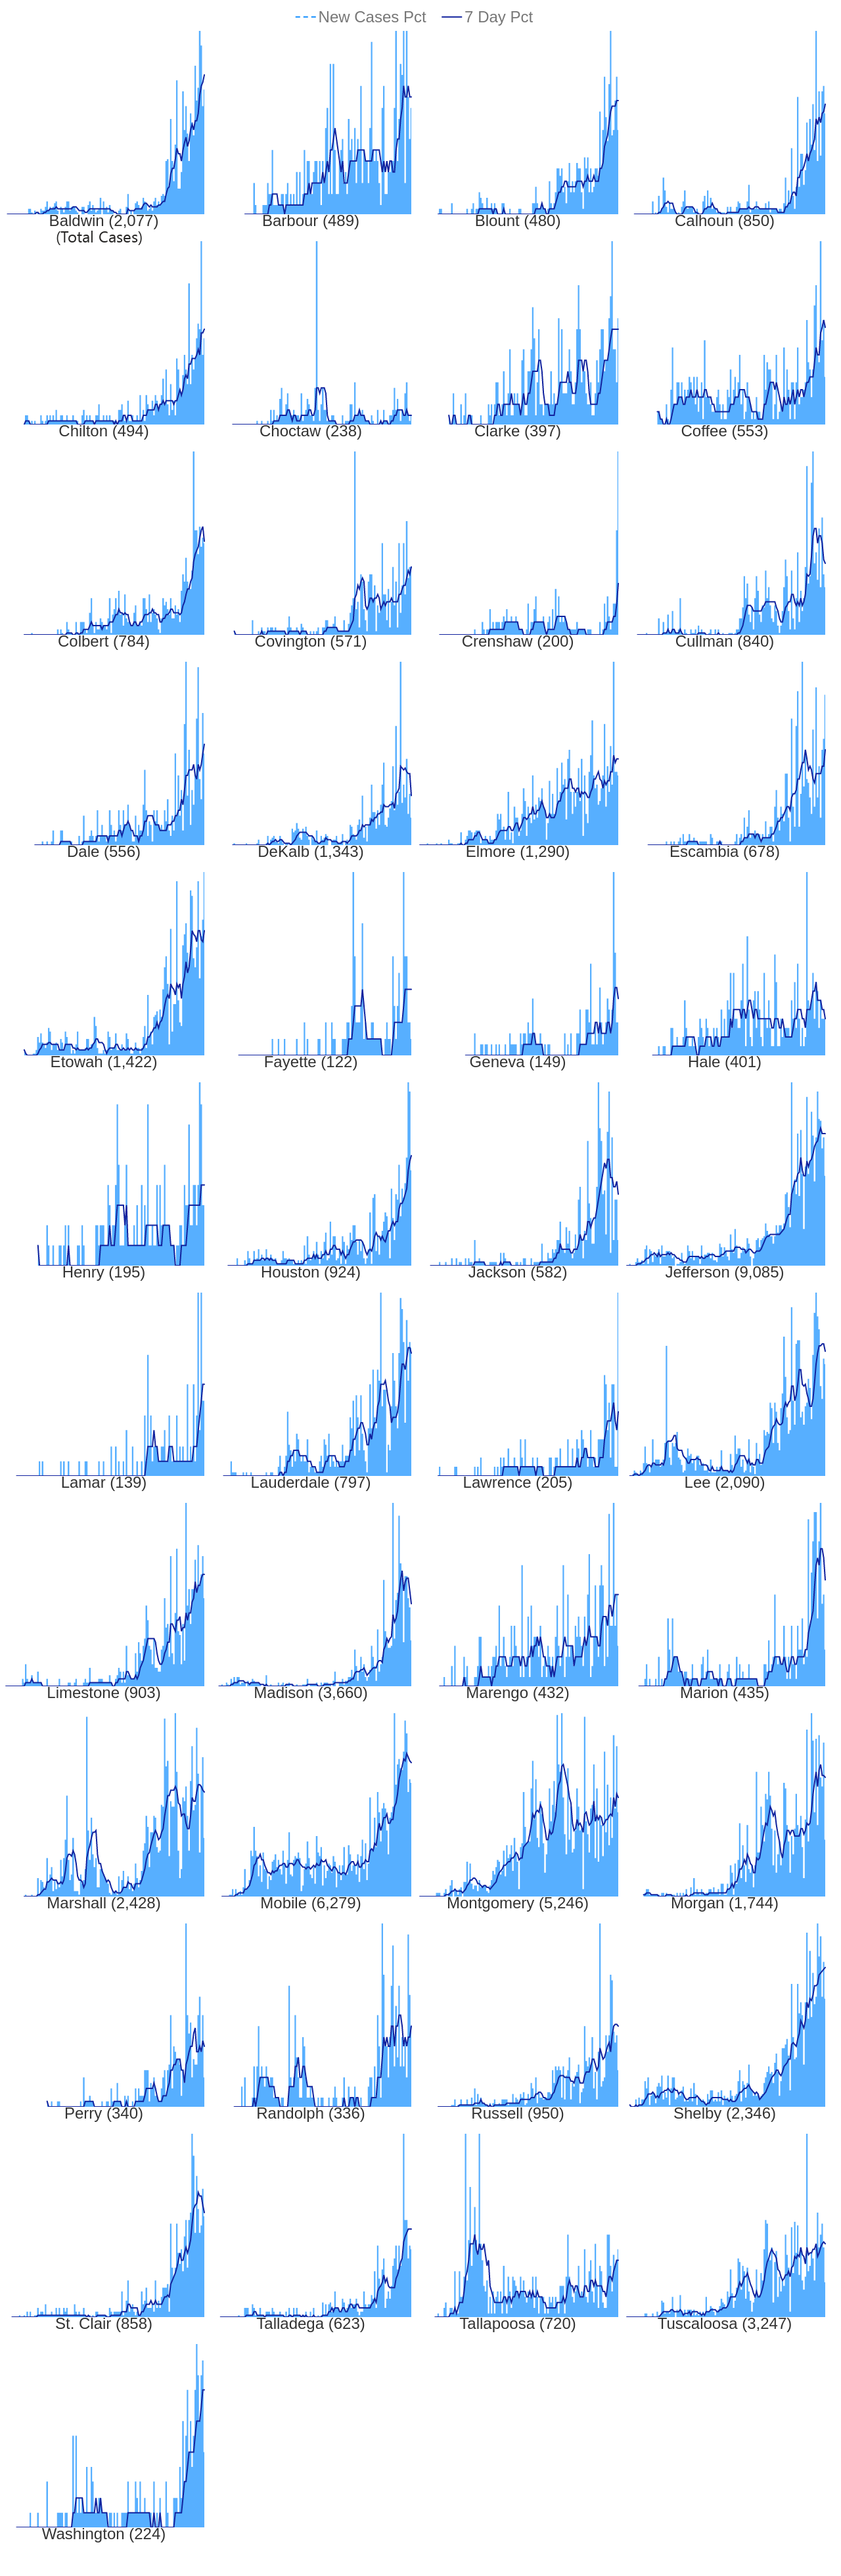 New Cases Pct 7 Day Pct
Baldwin (2,077) Barbour (489) Blount (480) Calhoun (850)
(Total Cases)
Chilton (494) Choctaw (238) Clarke (397) Coffee (553)
Colbert (784) Covington (571) Crenshaw (200) Cullman (840)
Dale (556) DeKalb (1,343) Elmore (1,290) Escambia (678)
Etowah (1,422) Fayette (122) Geneva (149) Hale (401)
Henry (195) Houston (924) Jackson (582) Jefferson (9,085)
Lamar (139) Lauderdale (797) Lawrence (205) Lee (2,090)
Limestone (903) Madison (3,660) Marengo (432) Marion (435)
Marshall (2,428) Mobile (6,279) Montgomery (5,246) Morgan (1,744)
Perry (340) Randolph (336) Russell (950) Shelby (2,346)
St. Clair (858) Talladega (623) Tallapoosa (720) Tuscaloosa (3,247)
Washington (224)